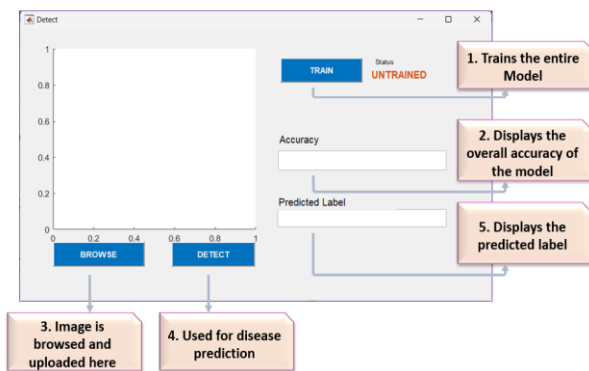 Detect
1
0.8
0.6
0.4
0.2
0
0 0.2 0.4 0.6 0.8 1
BROWSE
DETECT
TRAIN
Status
UNTRAINED
Accuracy
Predicted Label
1. Trains the entire
Model
2. Displays the
overall accuracy of
the model
5. Displays the
predicted label
3. Image is
browsed and
uploaded here
4. Used for disease
prediction